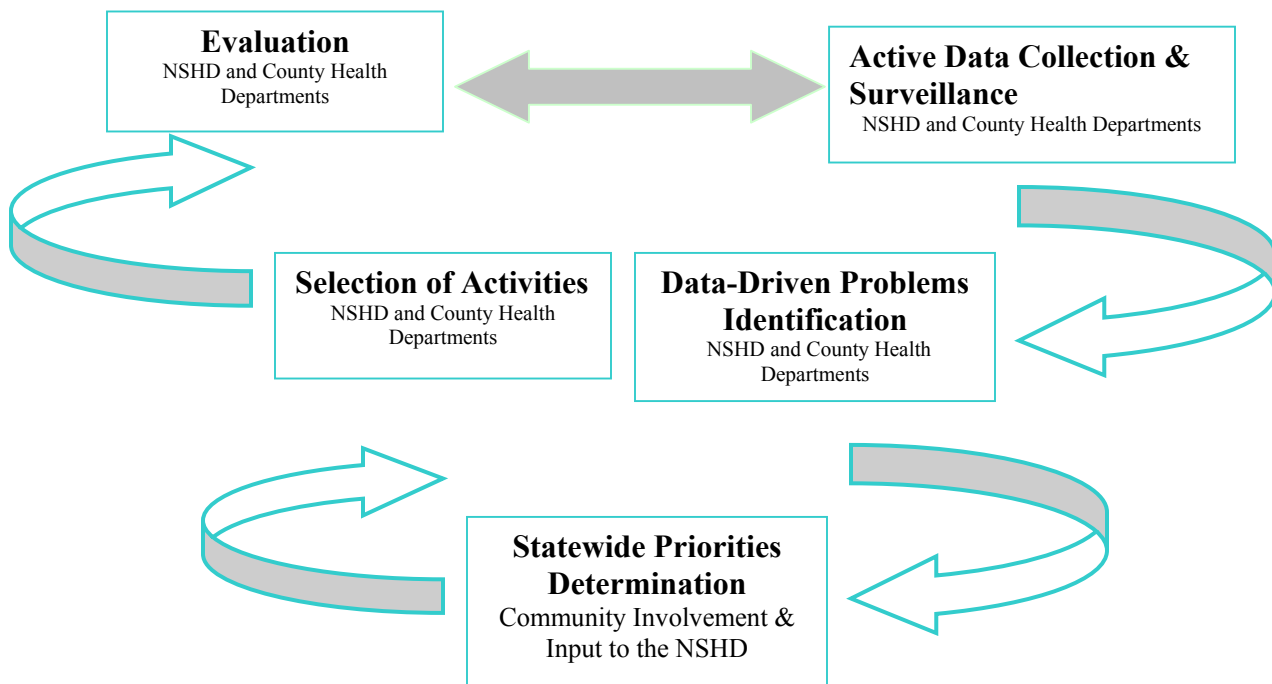 Evaluation
NSHD and County Health
Departments
Active Data Collection &
Surveillance
NSHD and County Health Departments
Selection of Activities
NSHD and County Health
Departments
Data-Driven Problems
Identification
NSHD and County Health
Departments
Statewide Priorities
Determination
Community Involvement &
Input to the NSHD